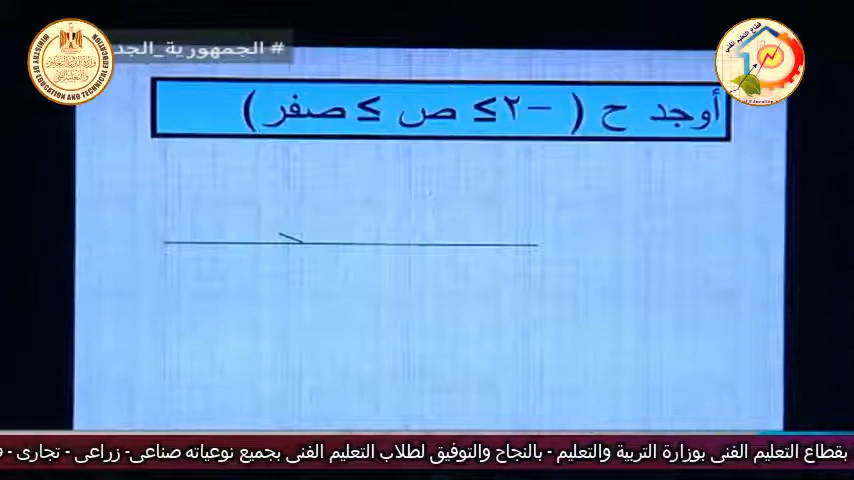 # الجمهورية_الجد
أوجد ح ( -٢ ≥ ص ≥ صفر)
بقطاع التعليم الفنى بوزارة التربية والتعليم - بالنجاح والتوفيق لطلاب التعليم الفنى بجميع نوعياته صناعى- زراعى - تجارى -